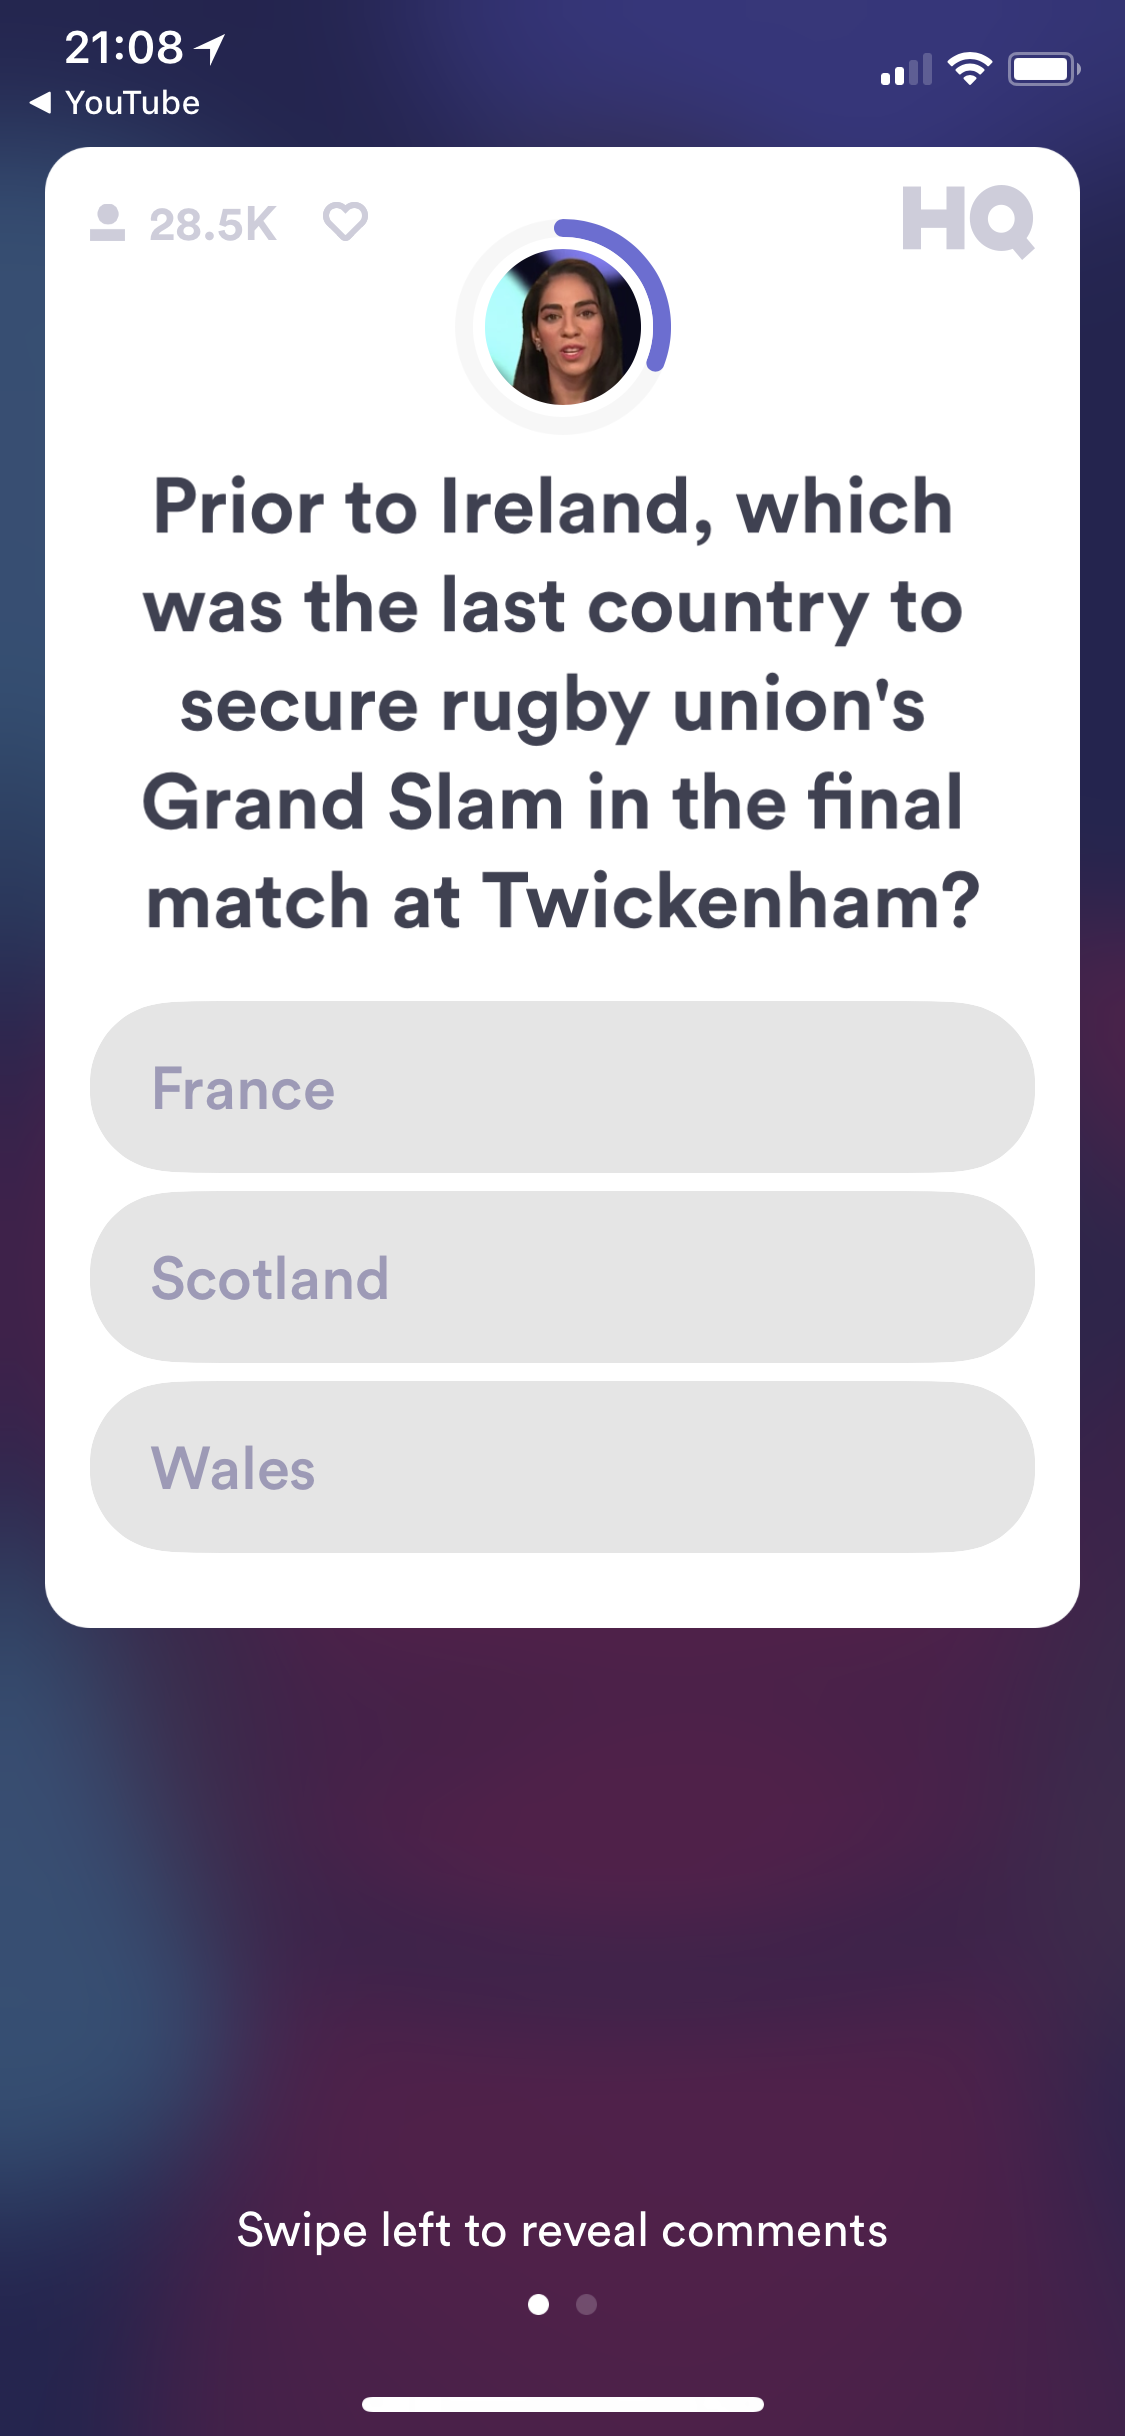 21:08
◀ YouTube
28.5K
HQ
Prior to Ireland, which
was the last country to
secure rugby union's
Grand Slam in the final
match at Twickenham?
France
Scotland
Wales
Swipe left to reveal comments